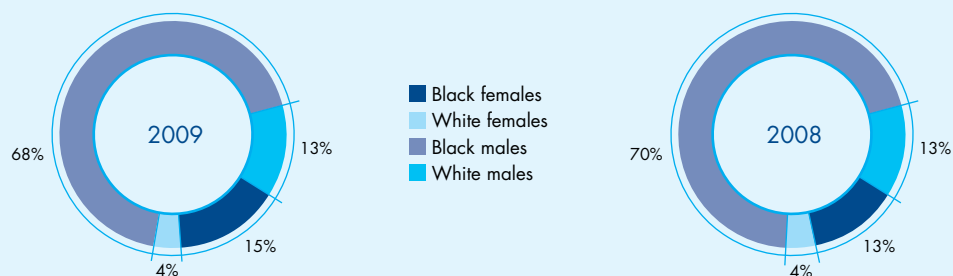 2009
68%
13%
15%
4%
Black females
White females
Black males
White males
2008
70%
13%
13%
4%